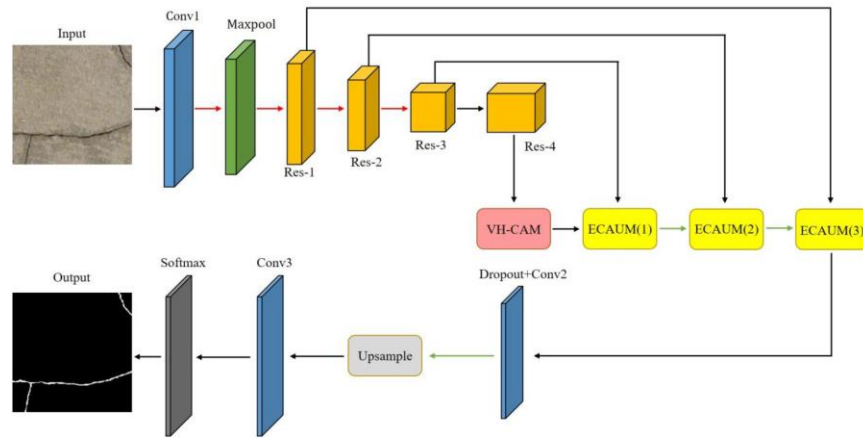 Input
Conv1
Maxpool
Res-1
Res-2
Res-3
Res-4
VH-CAM
ECAUM(1)
ECAUM(2)
ECAUM(3)
Output
Softmax
Conv3
Upsample
Dropout+Conv2